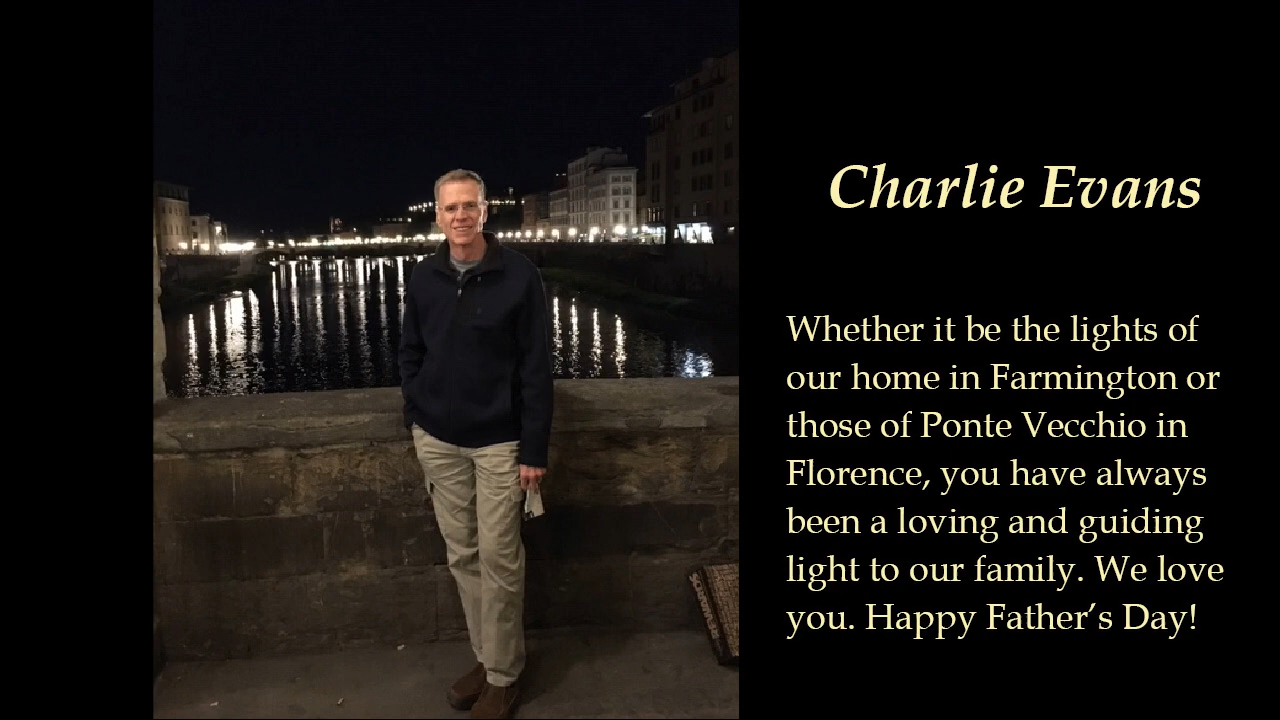 Charlie Evans
Whether it be the lights of
our home in Farmington or
those of Ponte Vecchio in
Florence, you have always
been a loving and guiding
light to our family. We love
you. Happy Father’s Day!